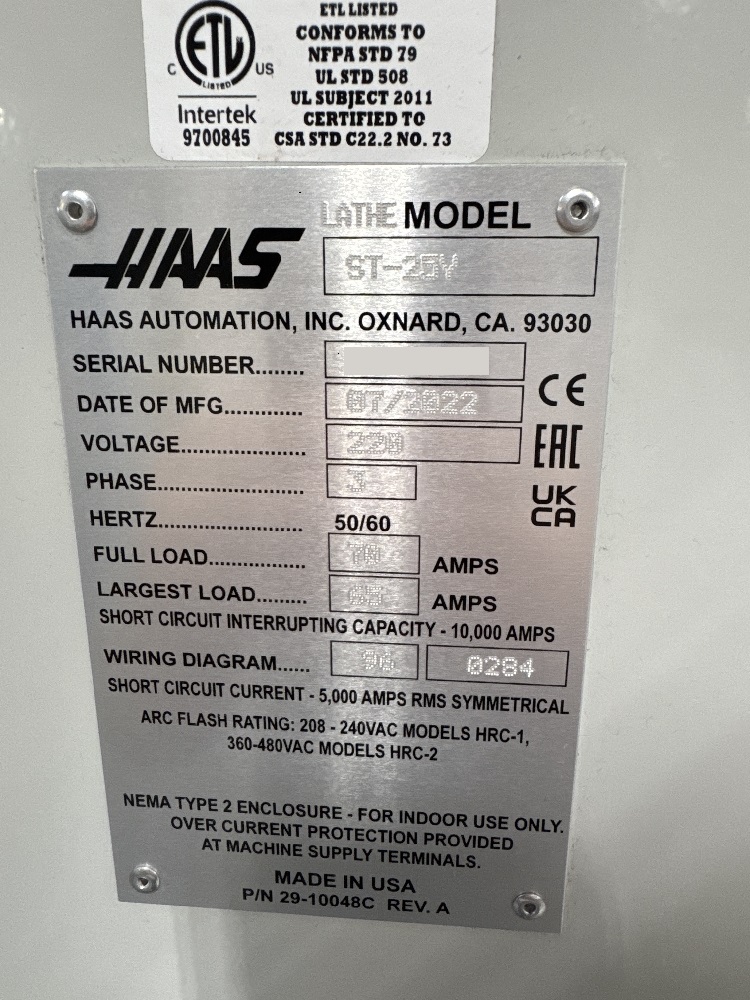 ETL LISTED
CONFORMS TO
NFPA STD 79
UL STD 508
UL SUBJECT 2011
CERTIFIED TO
CSA STD C22.2 NO. 73
C ETL US
LISTED
Intertek
9700845
LATHE MODEL
HAAS
ST-25Y
HAAS AUTOMATION, INC. OXNARD, CA. 93030
SERIAL NUMBER........
DATE OF MFG............. 07/2022
VOLTAGE..................... 220
PHASE........................ 3
HERTZ........................ 50/60
FULL LOAD................. 70 AMPS
LARGEST LOAD......... AMPS
SHORT CIRCUIT INTERRUPTING CAPACITY - 10,000 AMPS
WIRING DIAGRAM...... 96 0284
SHORT CIRCUIT CURRENT - 5,000 AMPS RMS SYMMETRICAL
ARC FLASH RATING: 208 - 240VAC MODELS HRC-1,
360-480VAC MODELS HRC-2
NEMA TYPE 2 ENCLOSURE - FOR INDOOR USE ONLY.
OVER CURRENT PROTECTION PROVIDED
AT MACHINE SUPPLY TERMINALS.
MADE IN USA
P/N 29-10048C REV. A
CE
EAC
UK
CA